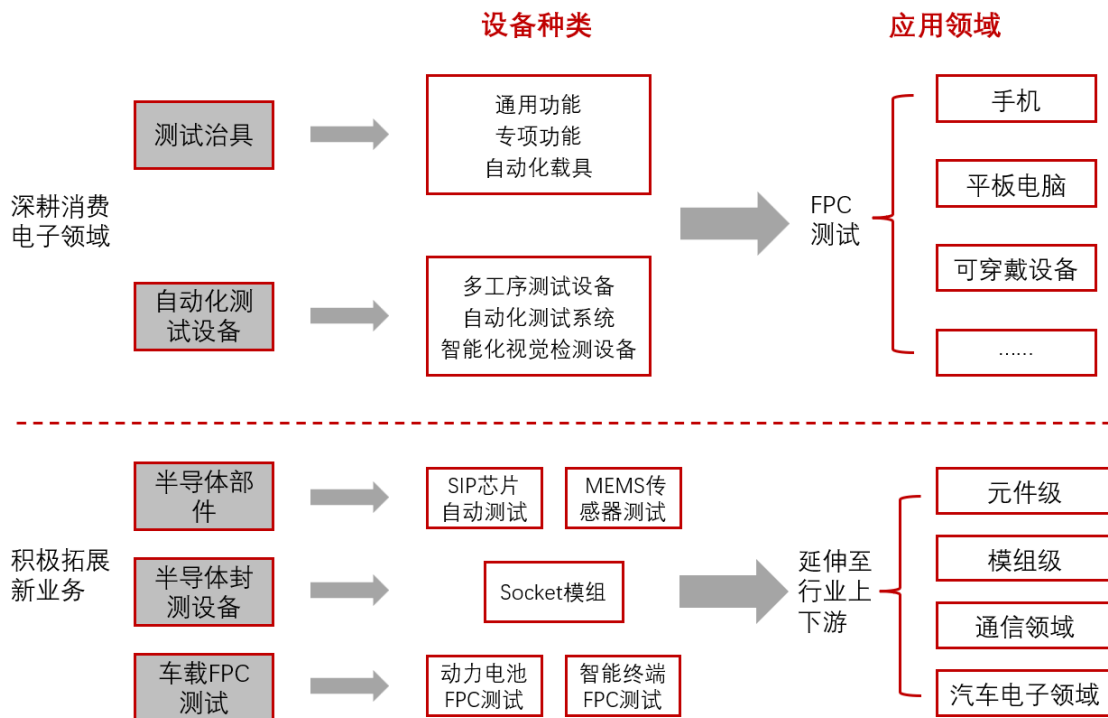 设备种类
应用领域
深耕消费
电子领域
测试治具
通用功能
专项功能
自动化载具
自动化测
试设备
多工序测试设备
自动化测试系统
智能化视觉检测设备
FPC
测试
手机
平板电脑
可穿戴设备
……
积极拓展
新业务
半导体部
件
SIP芯片
自动测试
MEMS传
感器测试
半导体封
测设备
Socket模组
车载FPC
测试
动力电池
FPC测试
智能终端
FPC测试
延伸至
行业上
下游
元件级
模组级
通信领域
汽车电子领域